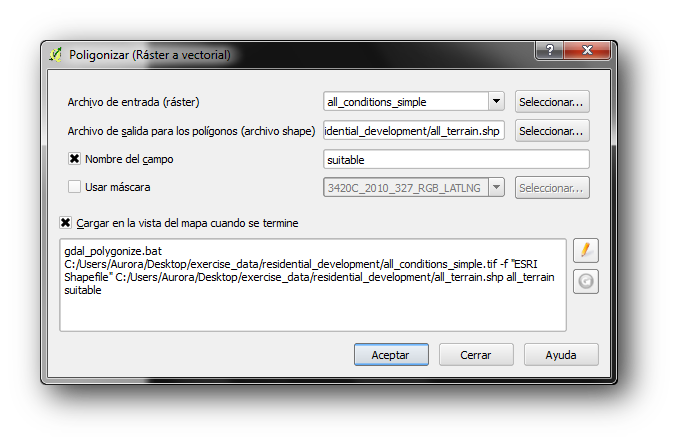 Poligonizar (Ráster a vectorial)
Archivo de entrada (ráster) all_conditions_simple Seleccionar...
Archivo de salida para los polígonos (archivo shape) idential_development/all_terrain.shp Seleccionar...
Nombre del campo suitable
Usar máscara 3420C_2010_327_RGB_LATLNG Seleccionar...
Cargar en la vista del mapa cuando se termine
gdal_polygonize.bat
C:/Users/Aurora/Desktop/exercise_data/residential_development/all_conditions_simple.tif -f "ESRI
Shapefile" C:/Users/Aurora/Desktop/exercise_data/residential_development/all_terrain.shp all_terrain
suitable
Aceptar Cerrar Ayuda